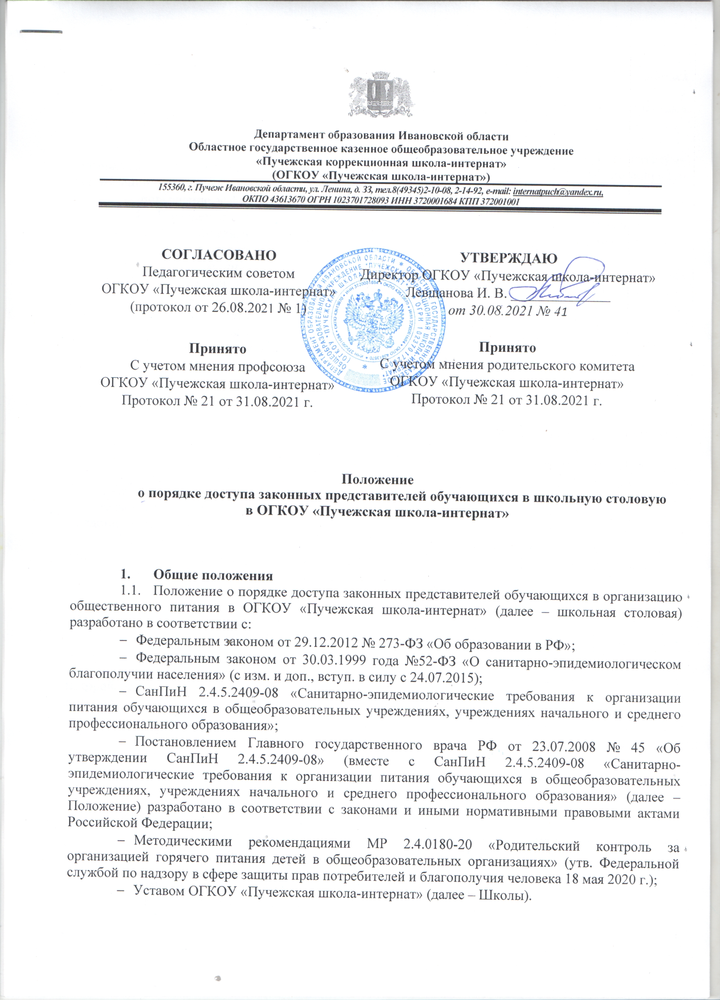 Департамент образования Ивановской области
Областное государственное казенное общеобразовательное учреждение
«Пучежская коррекционная школа-интернат»
(ОГКОУ «Пучежская школа-интернат»)
155360, г. Пучеж Ивановской области, ул. Ленина, д. 33, тел.8(49345)2-10-08, 2-14-92, e-mail: internatpuch@yandex.ru,
ОКПО 43613670 ОГРН 1023701728093 ИНН 3720001684 КПП 372001001
СОГЛАСОВАНО
Педагогическим советом
ОГКОУ «Пучежская школа-интернат»
(протокол от 26.08.2021 № 1)
УТВЕРЖДАЮ
Директор ОГКОУ «Пучежская школа-интернат»
Левщанова И. В.
от 30.08.2021 № 41
Принято
С учетом мнения профсоюза
ОГКОУ «Пучежская школа-интернат»
Протокол № 21 от 31.08.2021 г.
Принято
С учетом мнения родительского комитета
ОГКОУ «Пучежская школа-интернат»
Протокол № 21 от 31.08.2021 г.
Положение
о порядке доступа законных представителей обучающихся в школьную столовую
в ОГКОУ «Пучежская школа-интернат»
1. Общие положения
1.1. Положение о порядке доступа законных представителей обучающихся в организацию
общественного питания в ОГКОУ «Пучежская школа-интернат» (далее – школьная столовая)
разработано в соответствии с:
– Федеральным законом от 29.12.2012 № 273-ФЗ «Об образовании в РФ»;
– Федеральным законом от 30.03.1999 года №52-ФЗ «О санитарно-эпидемиологическом
благополучии населения» (с изм. и доп., вступ. в силу с 24.07.2015);
– СанПиН 2.4.5.2409-08 «Санитарно-эпидемиологические требования к организации
питания обучающихся в общеобразовательных учреждениях, учреждениях начального и среднего
профессионального образования»;
– Постановлением Главного государственного врача РФ от 23.07.2008 № 45 «Об
утверждении СанПиН 2.4.5.2409-08» (вместе с СанПиН 2.4.5.2409-08 «Санитарно-
эпидемиологические требования к организации питания обучающихся в общеобразовательных
учреждениях, учреждениях начального и среднего профессионального образования» (далее –
Положение) разработано в соответствии с законами и иными нормативными правовыми актами
Российской Федерации;
– Методическими рекомендациями МР 2.4.0180-20 «Родительский контроль за
организацией горячего питания детей в общеобразовательных организациях» (утв. Федеральной
службой по надзору в сфере защиты прав потребителей и благополучия человека 18 мая 2020 г.);
– Уставом ОГКОУ «Пучежская школа-интернат» (далее – Школы).